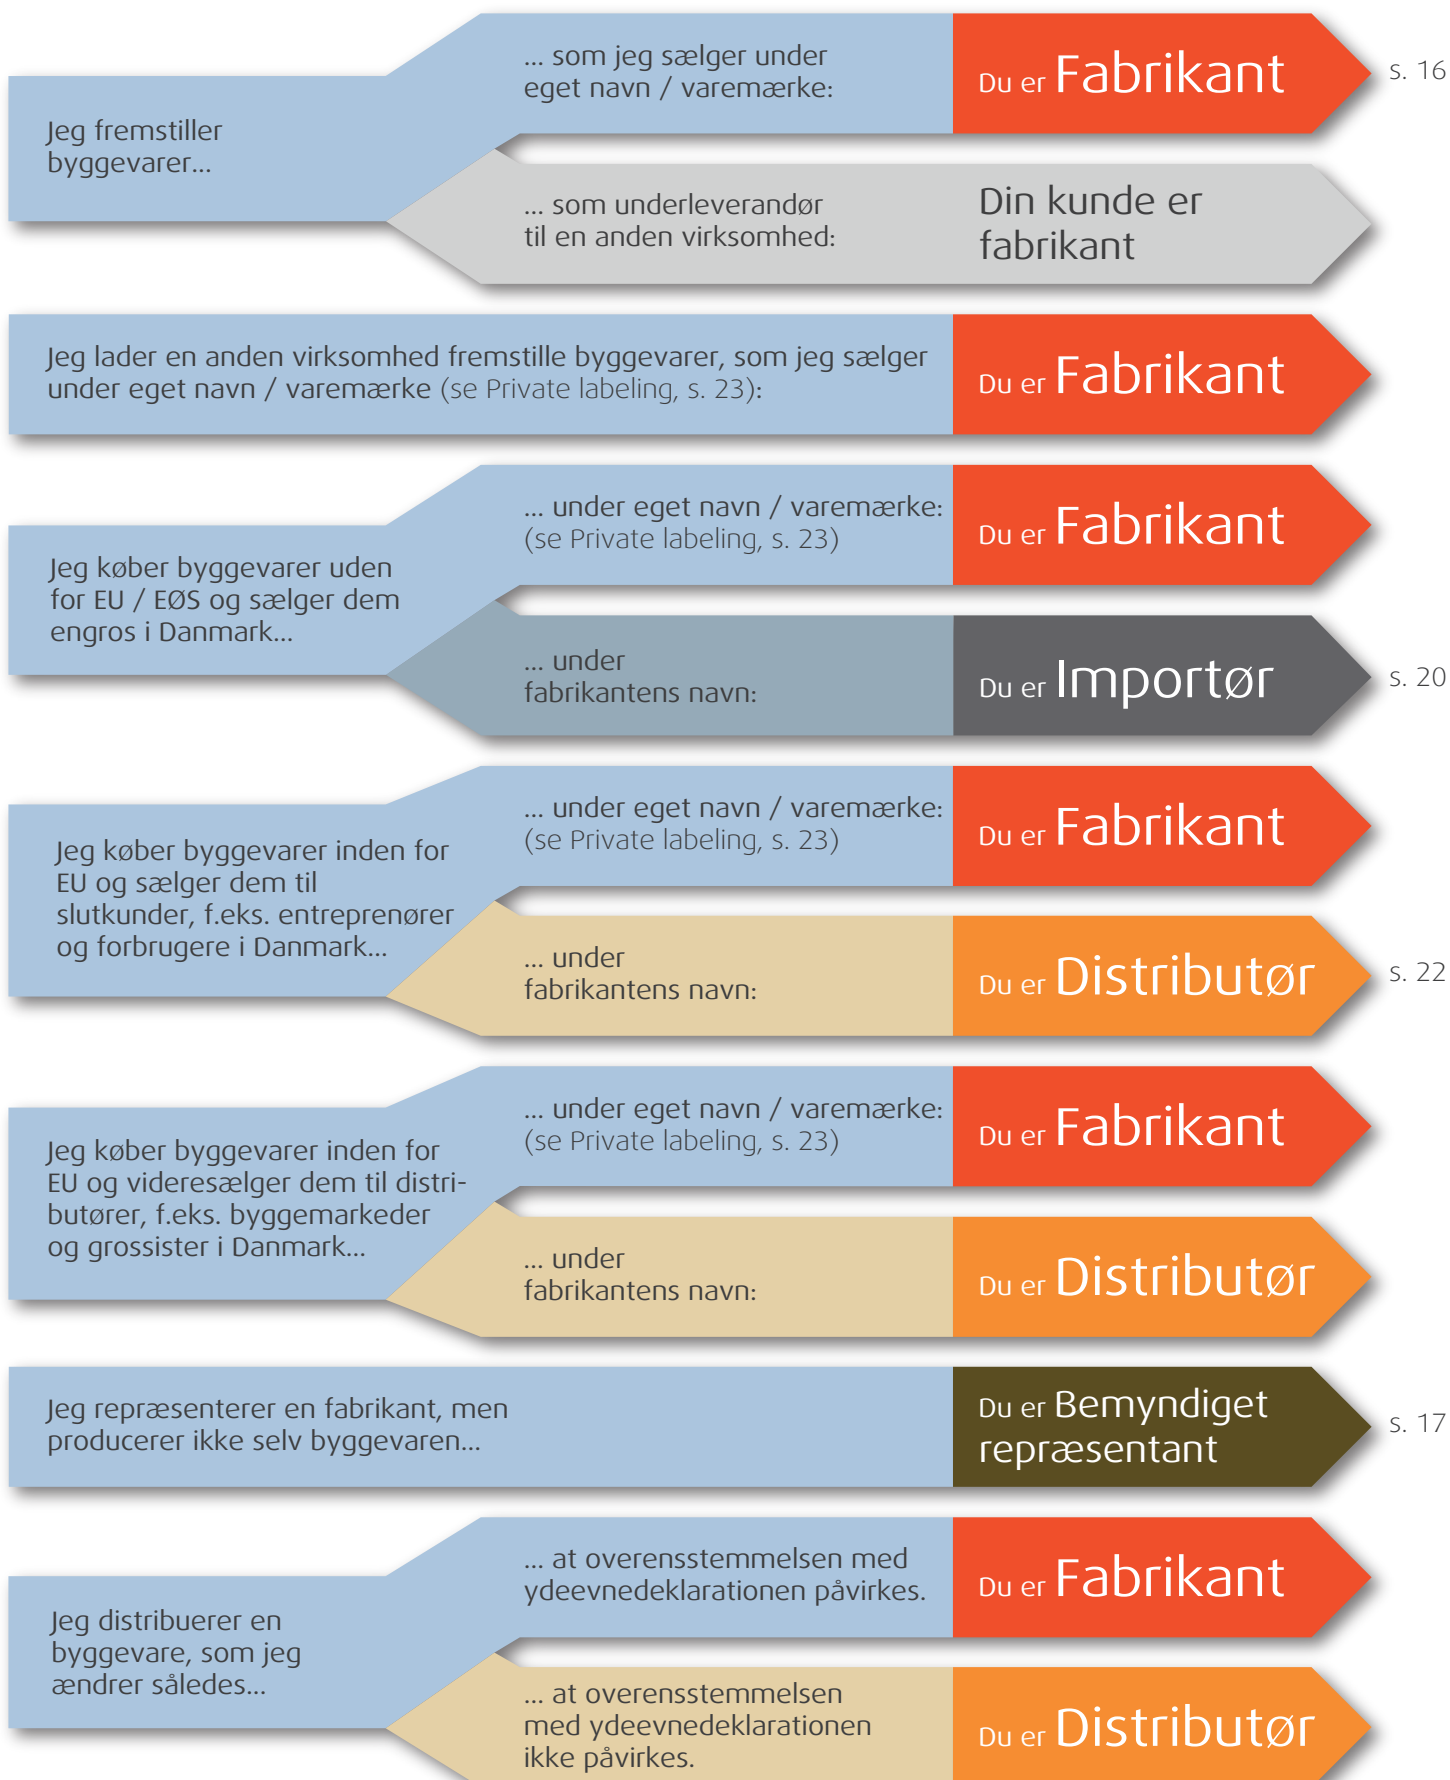 ... som jeg sælger under
eget navn / varemærke:
Du er Fabrikant
s. 16
Jeg fremstiller
byggevarer...
... som underleverandør
til en anden virksomhed:
Din kunde er
fabrikant
Jeg lader en anden virksomhed fremstille byggevarer, som jeg sælger
under eget navn / varemærke (se Private labeling, s. 23):
Du er Fabrikant
... under eget navn / varemærke:
(se Private labeling, s. 23)
Du er Fabrikant
Jeg køber byggevarer uden
for EU / EØS og sælger dem
engros i Danmark...
... under
fabrikantens navn:
Du er Importør
s. 20
... under eget navn / varemærke:
(se Private labeling, s. 23)
Du er Fabrikant
Jeg køber byggevarer inden for
EU og sælger dem til
slutkunder, f.eks. entreprenører
og forbrugere i Danmark...
... under
fabrikantens navn:
Du er Distributør
s. 22
... under eget navn / varemærke:
(se Private labeling, s. 23)
Du er Fabrikant
Jeg køber byggevarer inden for
EU og videresælger dem til distri-
butører, f.eks. byggemarkeder
og grossister i Danmark...
... under
fabrikantens navn:
Du er Distributør
Jeg repræsenterer en fabrikant, men
producerer ikke selv byggevaren...
Du er Bemyndiget
repræsentant
s. 17
... at overensstemmelsen med
ydeevnedeklarationen påvirkes.
Du er Fabrikant
Jeg distribuerer en
byggevare, som jeg
ændrer således...
... at overensstemmelsen
med ydeevnedeklarationen
ikke påvirkes.
Du er Distributør